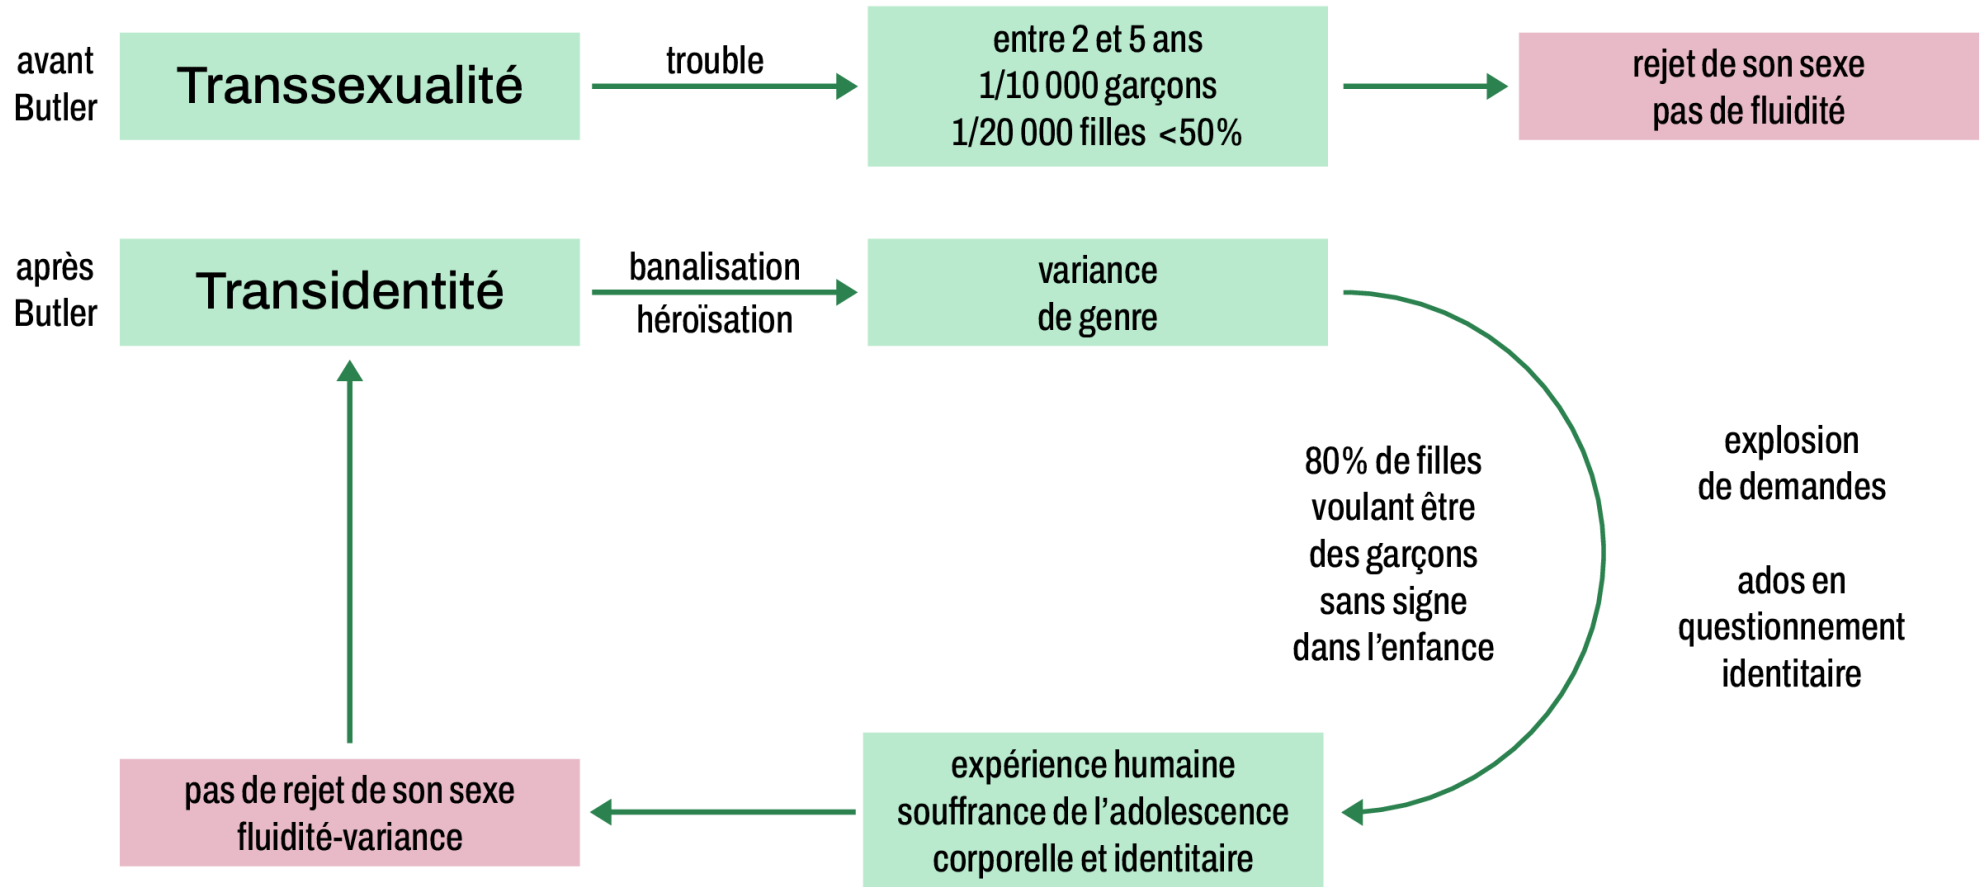 avant
Butler
Transsexualité
trouble
entre 2 et 5 ans
1/10 000 garçons
1/20 000 filles <50%
rejet de son sexe
pas de fluidité
après
Butler
Transidentité
banalisation
héroïsation
variance
de genre
80% de filles
voulant être
des garçons
sans signe
dans l’enfance
explosion
de demandes
ados en
questionnement
identitaire
expérience humaine
souffrance de l’adolescence
corporelle et identitaire
pas de rejet de son sexe
fluidité-variance